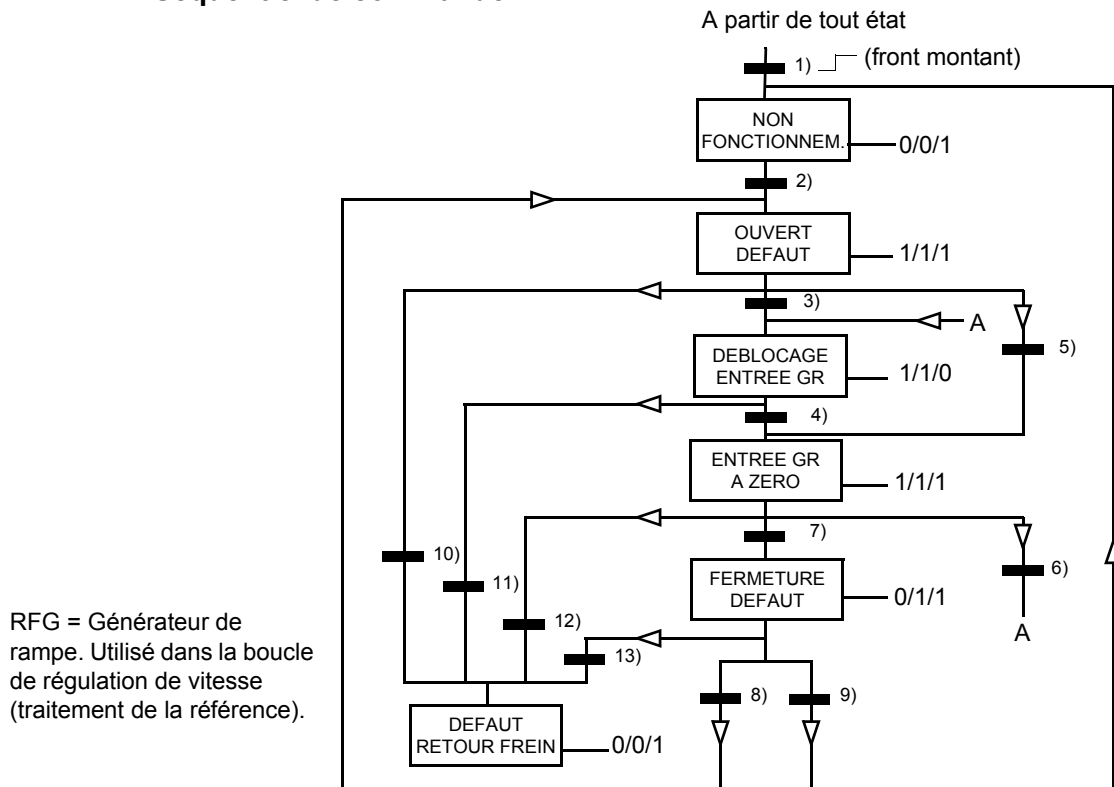 A partir de tout état
1)
(front montant)
NON
FONCTIONNEM.
0/0/1
2)
OUVERT
DEFAUT
1/1/1
3)
A
5)
DEBLOCAGE
ENTREE GR
1/1/0
4)
ENTREE GR
A ZERO
1/1/1
7)
10)
6)
11)
FERMETURE
DEFAUT
0/1/1
12)
A
RFG = Générateur de
rampe. Utilisé dans la boucle
de régulation de vitesse
(traitement de la référence).
13)
8)
9)
DEFAUT
RETOUR FREIN
0/0/1